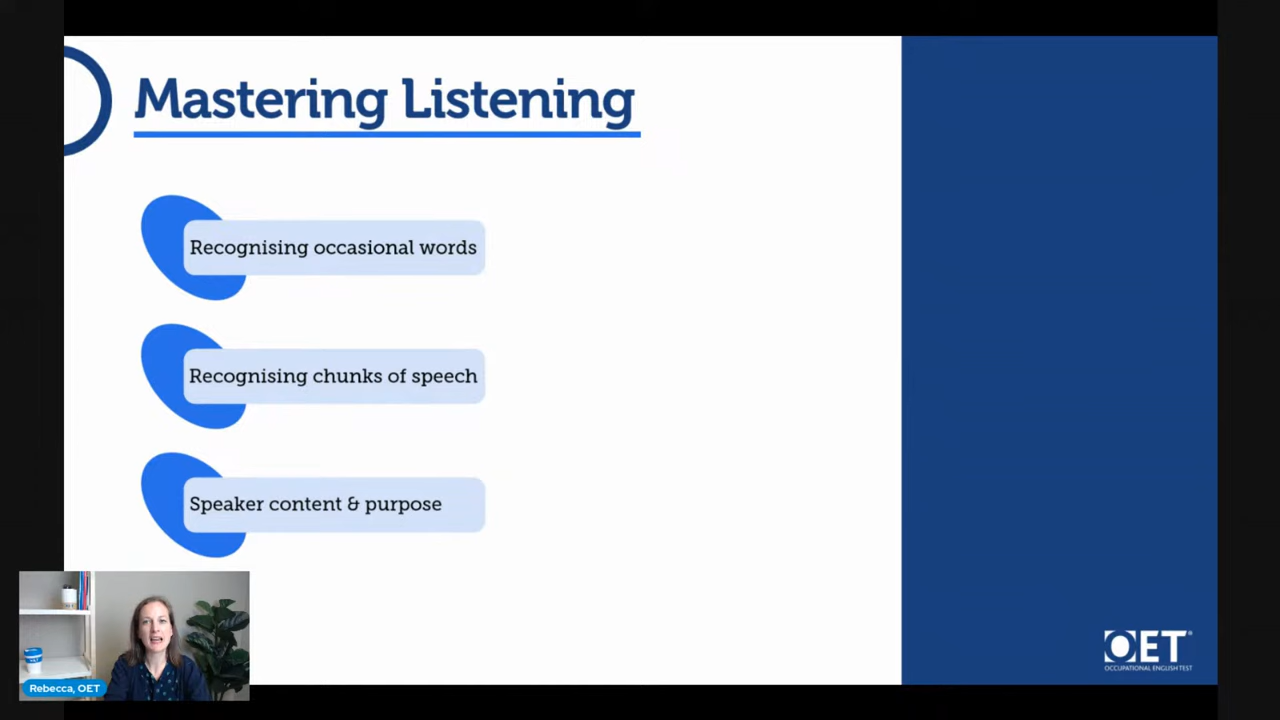 Mastering Listening
Recognising occasional words
Recognising chunks of speech
Speaker content & purpose
Rebecca, OET
OET
OCCUPATIONAL ENGLISH TEST